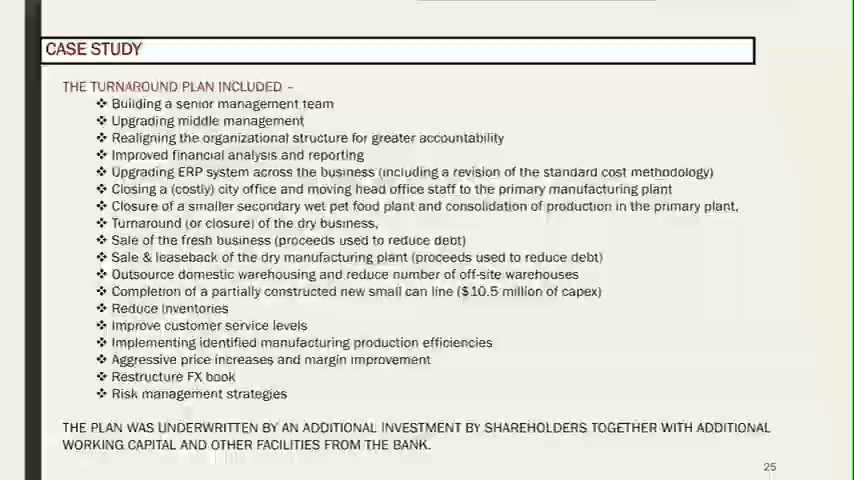 CASE STUDY
THE TURNAROUND PLAN INCLUDED –
❖ Building a senior management team
❖ Upgrading middle management
❖ Realigning the organizational structure for greater accountability
❖ Improved financial analysis and reporting
❖ Upgrading ERP system across the business (including a revision of the standard cost methodology)
❖ Closing a (costly) city office and moving head office staff to the primary manufacturing plant
❖ Closure of a smaller secondary wet pet food plant and consolidation of production in the primary plant,
❖ Turnaround (or closure) of the dry business,
❖ Sale of the fresh business (proceeds used to reduce debt)
❖ Sale & leaseback of the dry manufacturing plant (proceeds used to reduce debt)
❖ Outsource domestic warehousing and reduce number of off-site warehouses
❖ Completion of a partially constructed new small can line ($10.5 million of capex)
❖ Reduce Inventories
❖ Improve customer service levels
❖ Implementing identified manufacturing production efficiencies
❖ Aggressive price increases and margin improvement
❖ Restructure FX book
❖ Risk management strategies
THE PLAN WAS UNDERWRITTEN BY AN ADDITIONAL INVESTMENT BY SHAREHOLDERS TOGETHER WITH ADDITIONAL
WORKING CAPITAL AND OTHER FACILITIES FROM THE BANK.
25